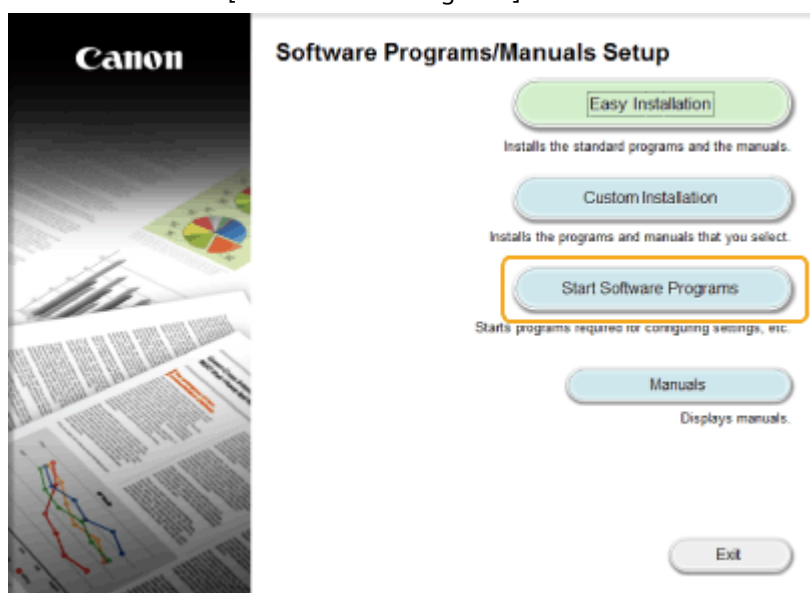 Canon
Software Programs/Manuals Setup
Easy Installation
Installs the standard programs and the manuals.
Custom Installation
Installs the programs and manuals that you select.
Start Software Programs
Starts programs required for configuring settings, etc.
Manuals
Displays manuals.
Exit